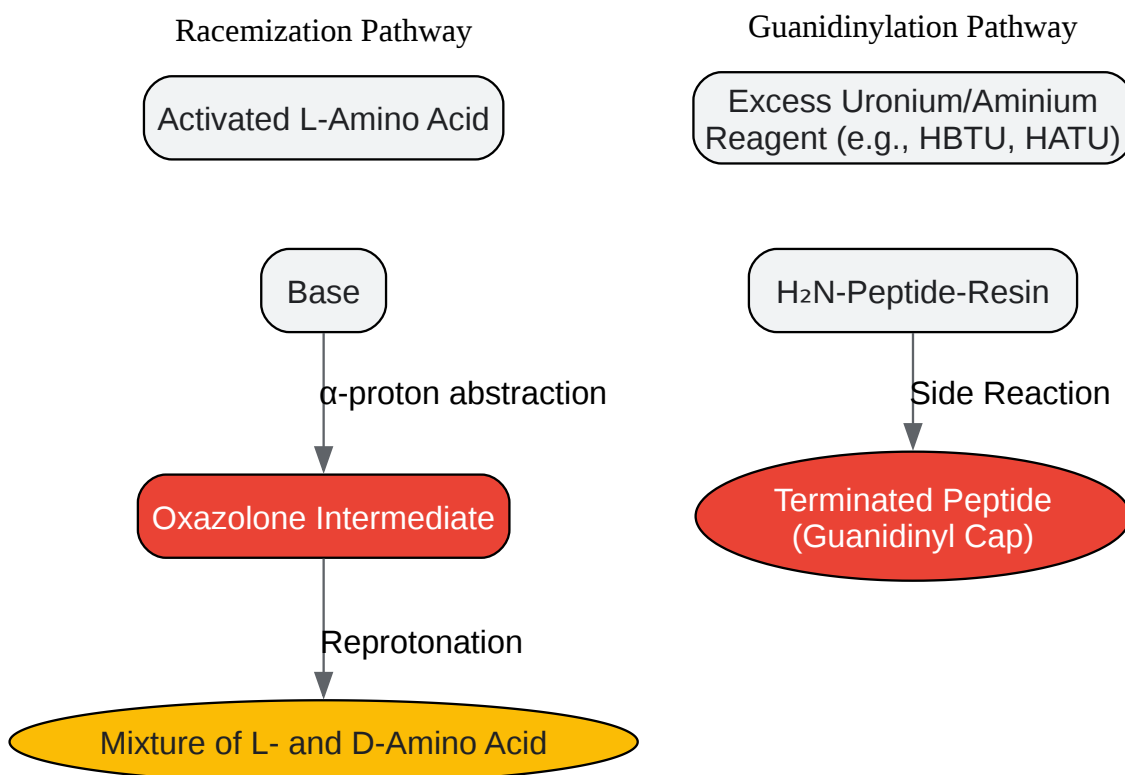 Racemization Pathway
Activated L-Amino Acid
Base
α-proton abstraction
Oxazolone Intermediate
Reprotonation
Mixture of L- and D-Amino Acid
Guanidinylation Pathway
Excess Uronium/Aminium
Reagent (e.g., HBTU, HATU)
H₂N-Peptide-Resin
Side Reaction
Terminated Peptide
(Guanidinyl Cap)